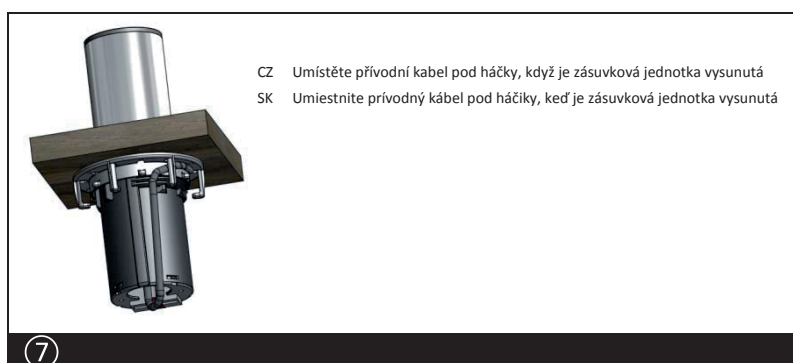 CZ Umístěte přívodní kabel pod háčky, když je zásuvková jednotka vysunutá
SK Umiestnite prívodný kábel pod háčiky, keď je zásuvková jednotka vysunutá
7